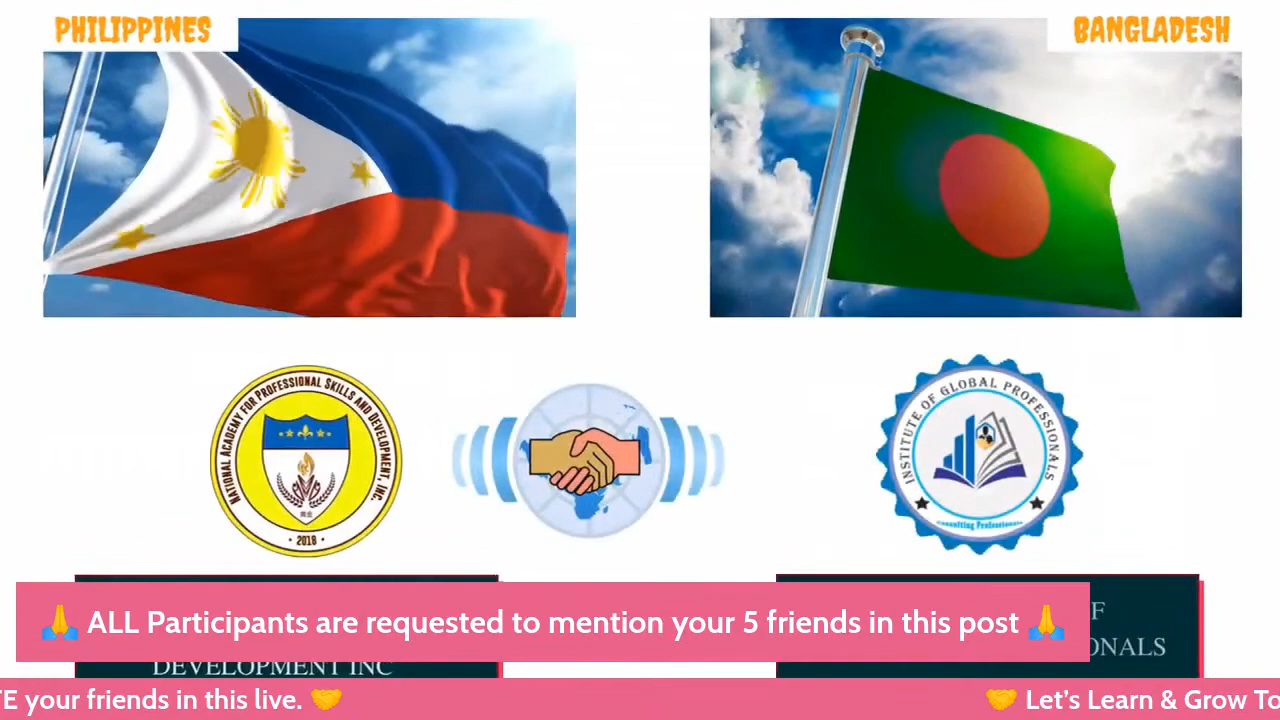 PHILIPPINES
BANGLADESH
NATIONAL ACADEMY FOR PROFESSIONAL SKILLS AND DEVELOPMENT, INC.
· 2018 ·
INSTITUTE OF GLOBAL PROFESSIONALS
Consulting Professionals
🙏 ALL Participants are requested to mention your 5 friends in this post 🙏
F
ONALS
DEVELOPMENT INC
TE your friends in this live. 🤝
🤝 Let's Learn & Grow To